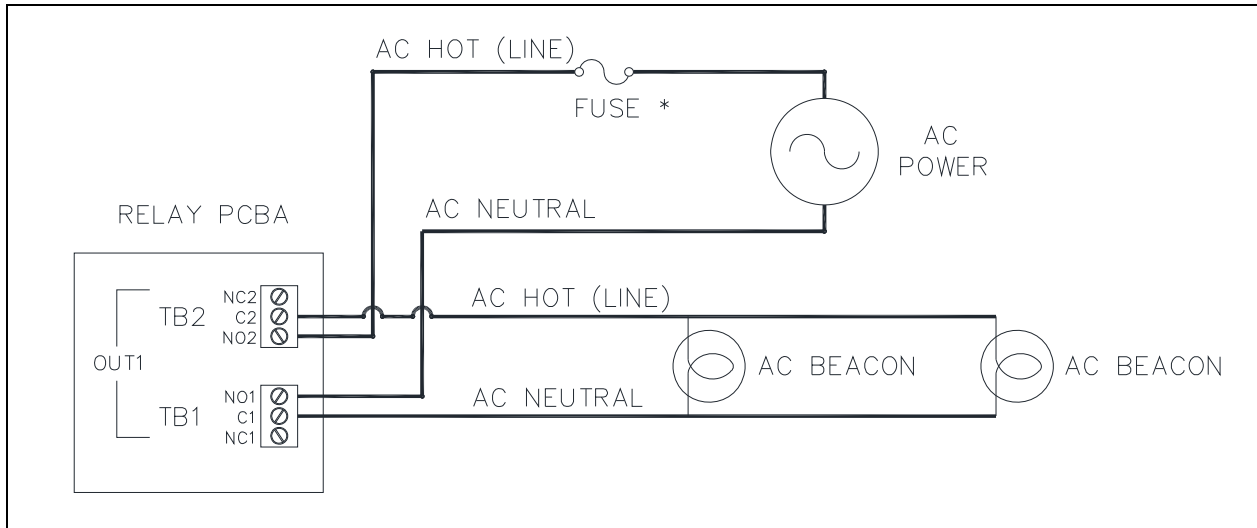 AC HOT (LINE)
FUSE *
AC
POWER
AC NEUTRAL
RELAY PCBA
AC HOT (LINE)
NC2
TB2
C2
NO2
OUT1
AC BEACON
AC BEACON
NO1
AC NEUTRAL
TB1
C1
NC1